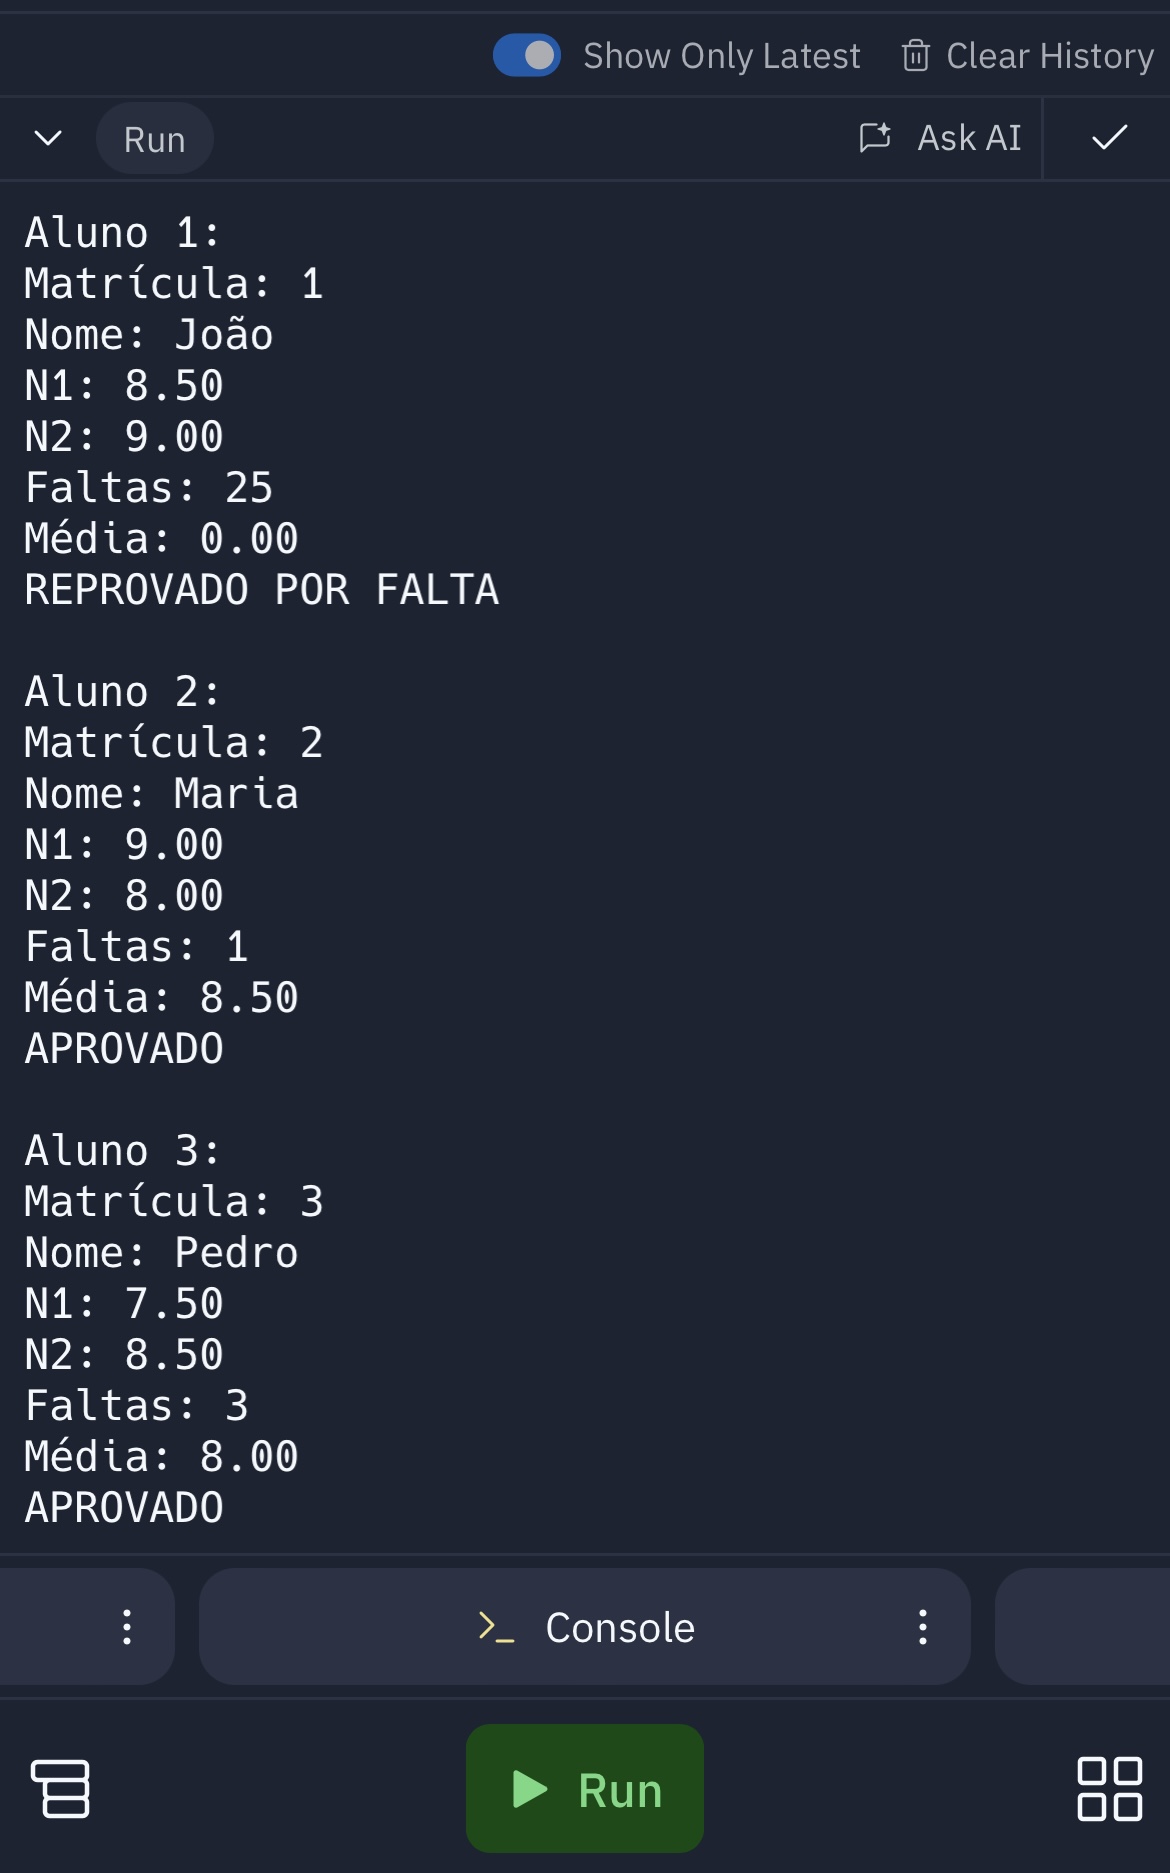 Show Only Latest
Clear History
Run
Ask AI
Aluno 1:
Matrícula: 1
Nome: João
N1: 8.50
N2: 9.00
Faltas: 25
Média: 0.00
REPROVADO POR FALTA
Aluno 2:
Matrícula: 2
Nome: Maria
N1: 9.00
N2: 8.00
Faltas: 1
Média: 8.50
APROVADO
Aluno 3:
Matrícula: 3
Nome: Pedro
N1: 7.50
N2: 8.50
Faltas: 3
Média: 8.00
APROVADO
Console
Run